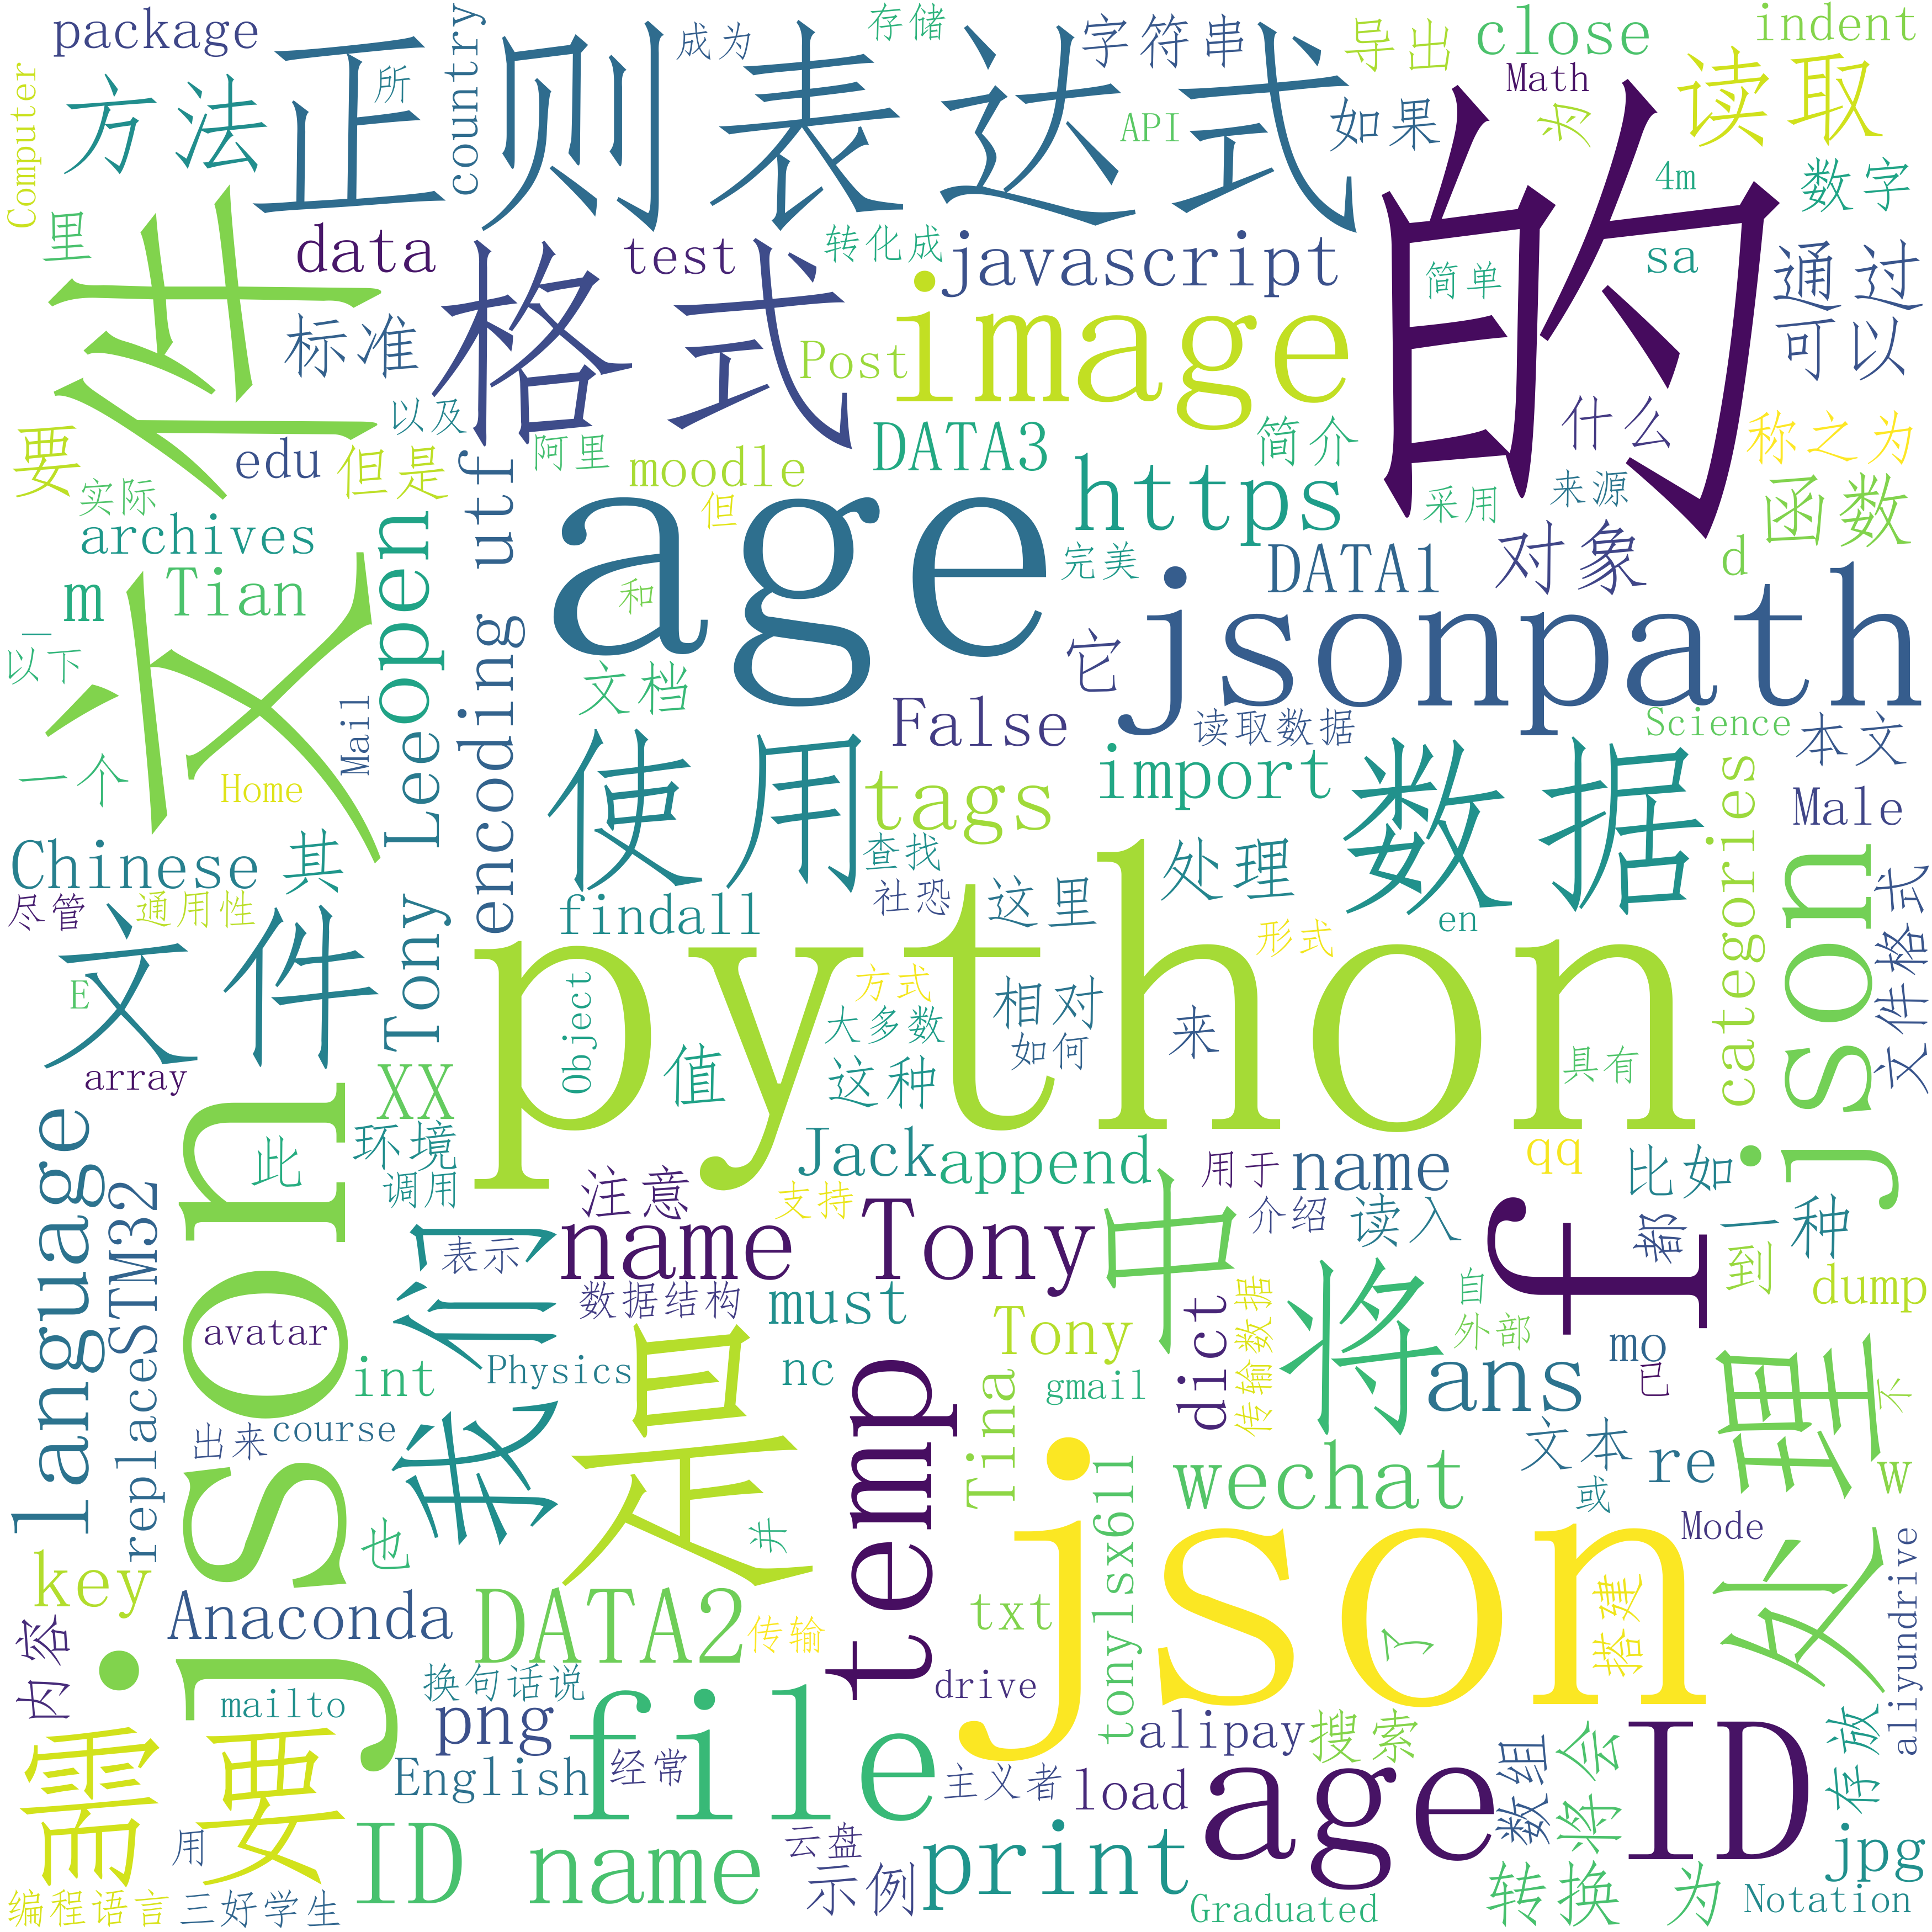 package
country
成为
存储
字符串
导出
close
indent
Computer
方法
所
正则表达式
API
如果
Math
为
读取
的
4m
数字
里
data
test
转化成
javascript
简单
sa
通过
性文
标准
格式
Post
image
可以
要
edu
以及
但是
阿里
moodle
DATA3
简介
什么
称之为
实际
但
https
采用
来源
函数
archives
Tony Leeopen
encoding utf
age
完美
DATA1
对象
d
m
Tian
和
jsonpath
一
以下
文档
它
Mail
False
读取数据
Science
本文
一个
Home
使用
tags
import
数据
categories
Male
Chinese
其
查找
处理
json
文件格式
尽管
通用性
社恐
这里
findall
python
en
文件
形式
E
Object
方式
相对
大多数
来
array
XX
值
这种
如何
具有
language
json
此
环境
调用
注意
Jack
append
用于
name
qq
比如
replaceSTM32
支持
我们
表示
name Tony
中
介绍
读入
f
都
一种
到
avatar
数据结构
must
dict
传输数据
将
自
外部
dump
int
Physics
是
nc
Tony
Tina
gmail
temp
ans
mo
已
处理
不
出来
course
json
wechat
文本
re
w
key
也
并
tonylsx6ll
或
Mode
aliyundrive
内容
Anaconda
DATA2
传输
txt
了
搭建
mailto
换句话说
png
file
drive
alipay
搜索
age ID
存放
需要
English
经常
主义者
load
数组
将会
用
ID name
云盘
示例
print
jpg
编程语言
三好学生
Graduated
转换 为
Notation